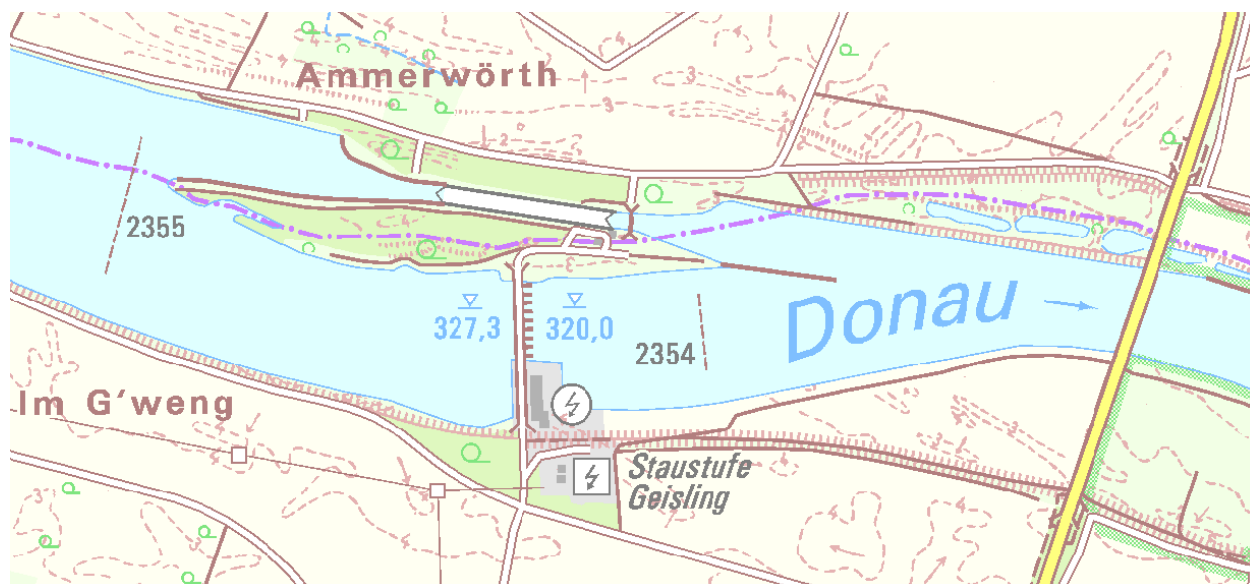 Ammerwörth
2355
327,3
320,0
2354
Donau
Im G'weng
Staustufe
Geisling